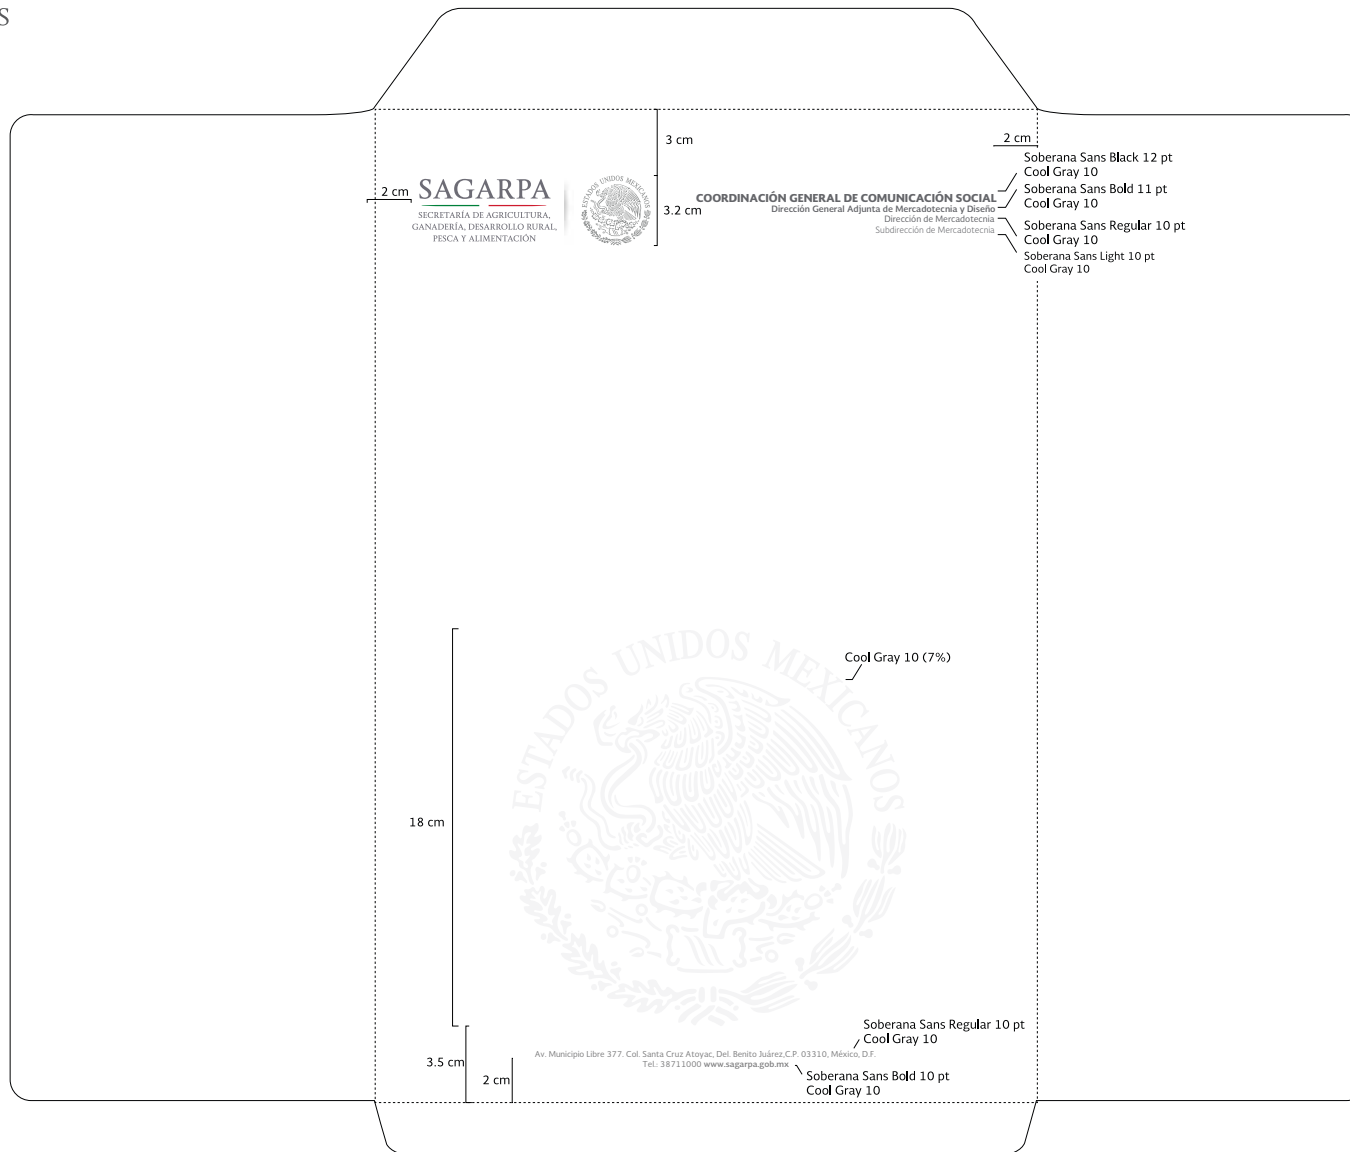 S
3 cm
2 cm
Soberana Sans Black 12 pt
Cool Gray 10
2 cm
SAGARPA
SECRETARÍA DE AGRICULTURA,
GANADERÍA, DESARROLLO RURAL,
PESCA Y ALIMENTACIÓN
ESTADOS UNIDOS MEXICANOS
3.2 cm
COORDINACIÓN GENERAL DE COMUNICACIÓN SOCIAL
Dirección General Adjunta de Mercadotecnia y Diseño
Dirección de Mercadotecnia
Subdirección de Mercadotecnia
Soberana Sans Bold 11 pt
Cool Gray 10
Soberana Sans Regular 10 pt
Cool Gray 10
Soberana Sans Light 10 pt
Cool Gray 10
ESTADOS UNIDOS MEXICANOS
Cool Gray 10 (7%)
18 cm
Soberana Sans Regular 10 pt
Cool Gray 10
3.5 cm
Av. Municipio Libre 377. Col. Santa Cruz Atoyac, Del. Benito Juárez,C.P. 03310, México, D.F.
Tel.: 38711000 www.sagarpa.gob.mx
2 cm
Soberana Sans Bold 10 pt
Cool Gray 10